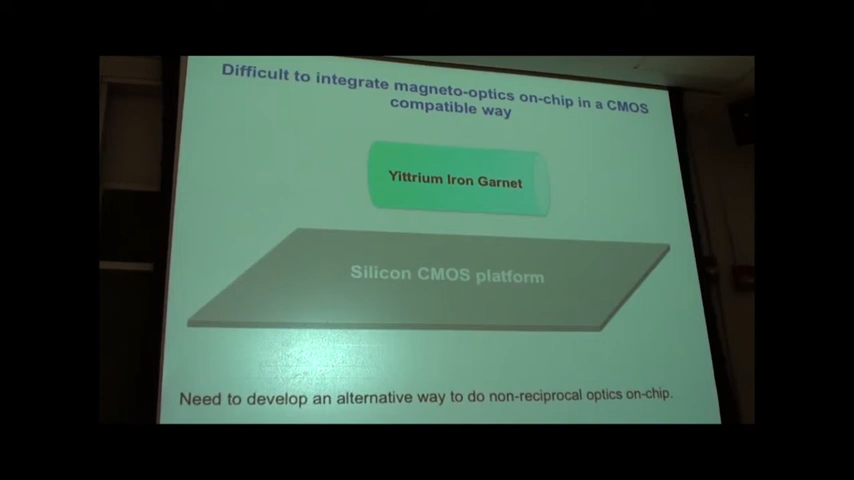 Difficult to integrate magneto-optics on-chip in a CMOS
compatible way
Yittrium Iron Garnet
Silicon CMOS platform
Need to develop an alternative way to do non-reciprocal optics on-chip.